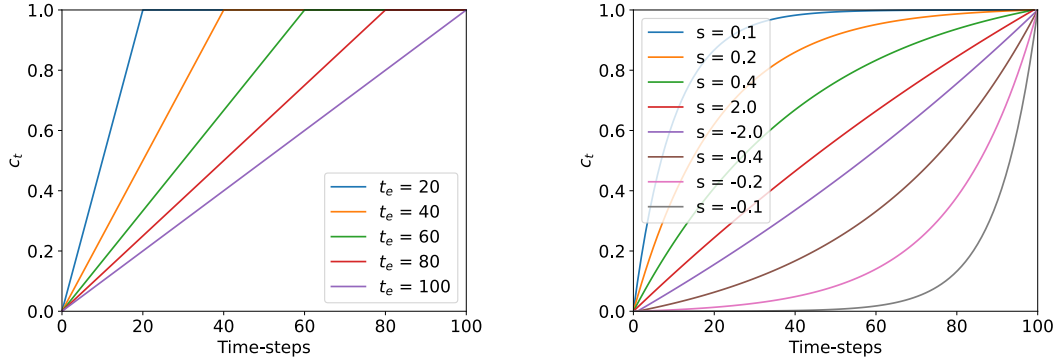 1.0
0.8
0.6
0.4
0.2
0.0
c_t
0 20 40 60 80 100
Time-steps
t_e = 20
t_e = 40
t_e = 60
t_e = 80
t_e = 100
1.0
0.8
0.6
0.4
0.2
0.0
c_t
0 20 40 60 80 100
Time-steps
s = 0.1
s = 0.2
s = 0.4
s = 2.0
s = -2.0
s = -0.4
s = -0.2
s = -0.1